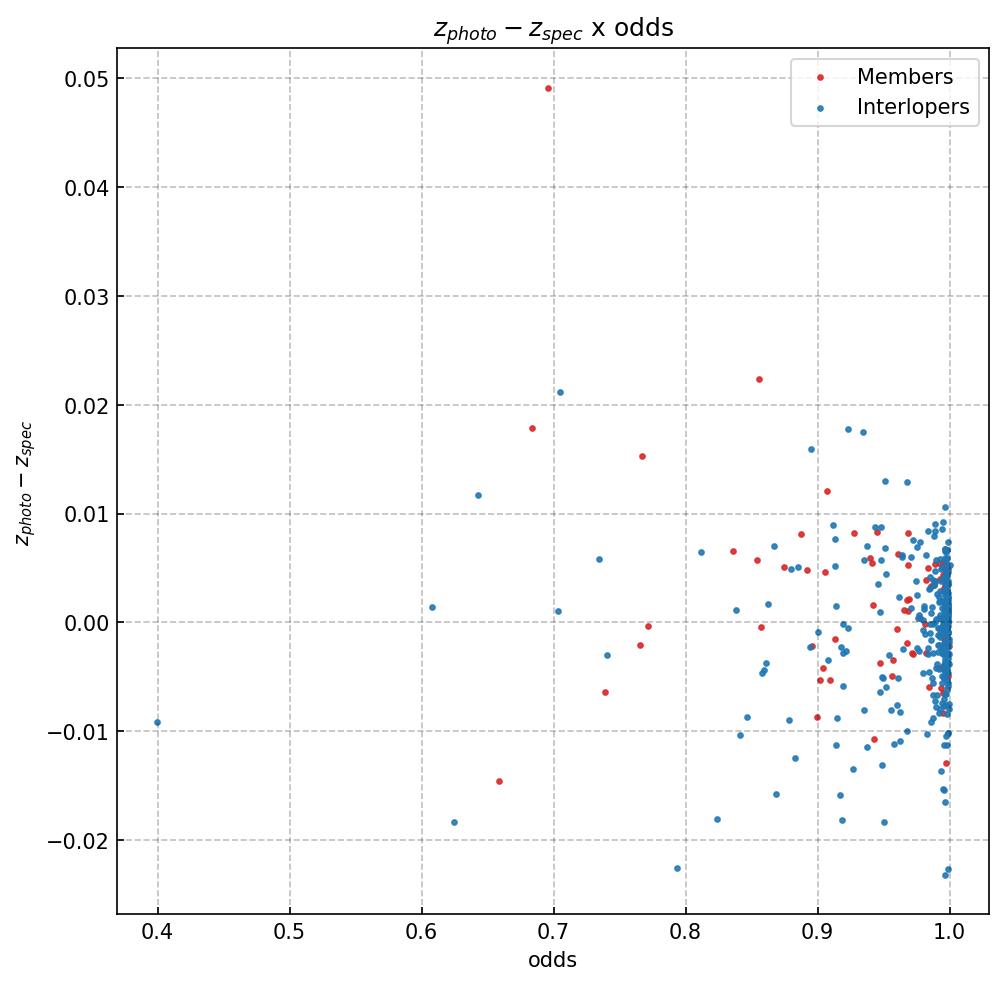 z_photo − z_spec x odds
Members
Interlopers
0.05
0.04
0.03
0.02
0.01
0.00
−0.01
−0.02
z_photo − z_spec
0.4 0.5 0.6 0.7 0.8 0.9 1.0
odds